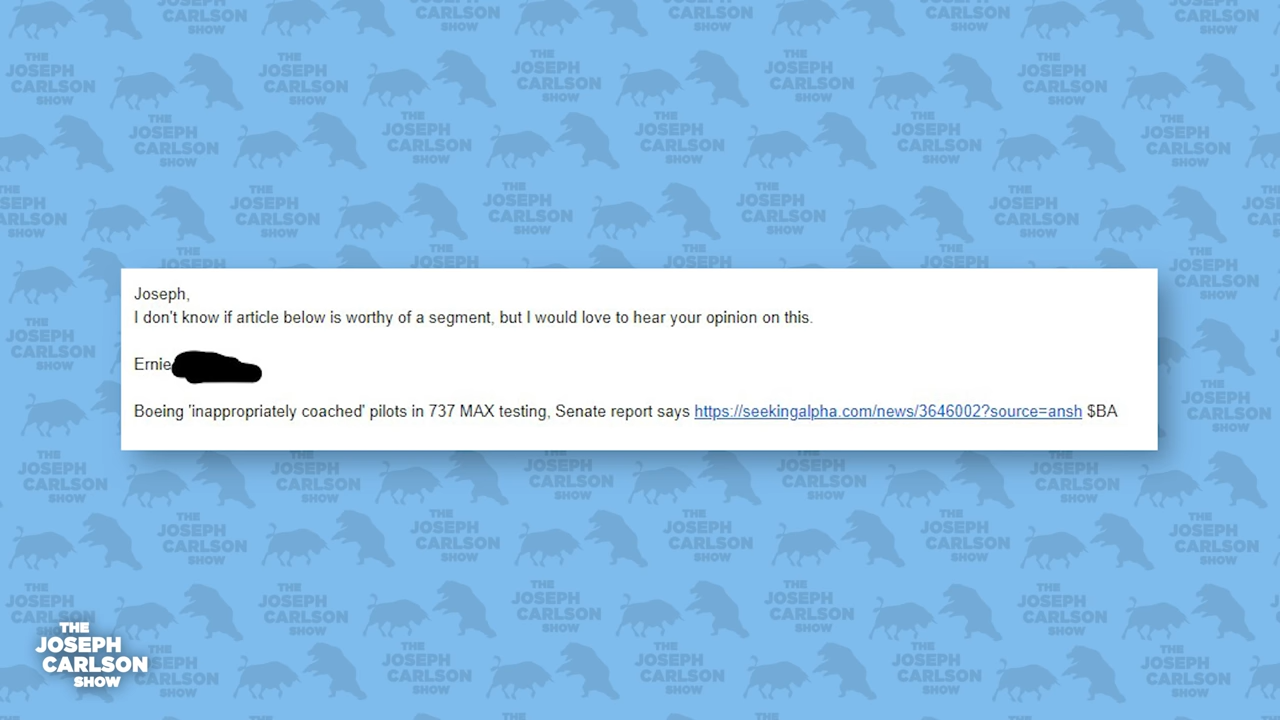 Joseph,
I don't know if article below is worthy of a segment, but I would love to hear your opinion on this.
Ernie
Boeing 'inappropriately coached' pilots in 737 MAX testing, Senate report says https://seekingalpha.com/news/3646002?source=ansh $BA
THE
JOSEPH
CARLSON
SHOW